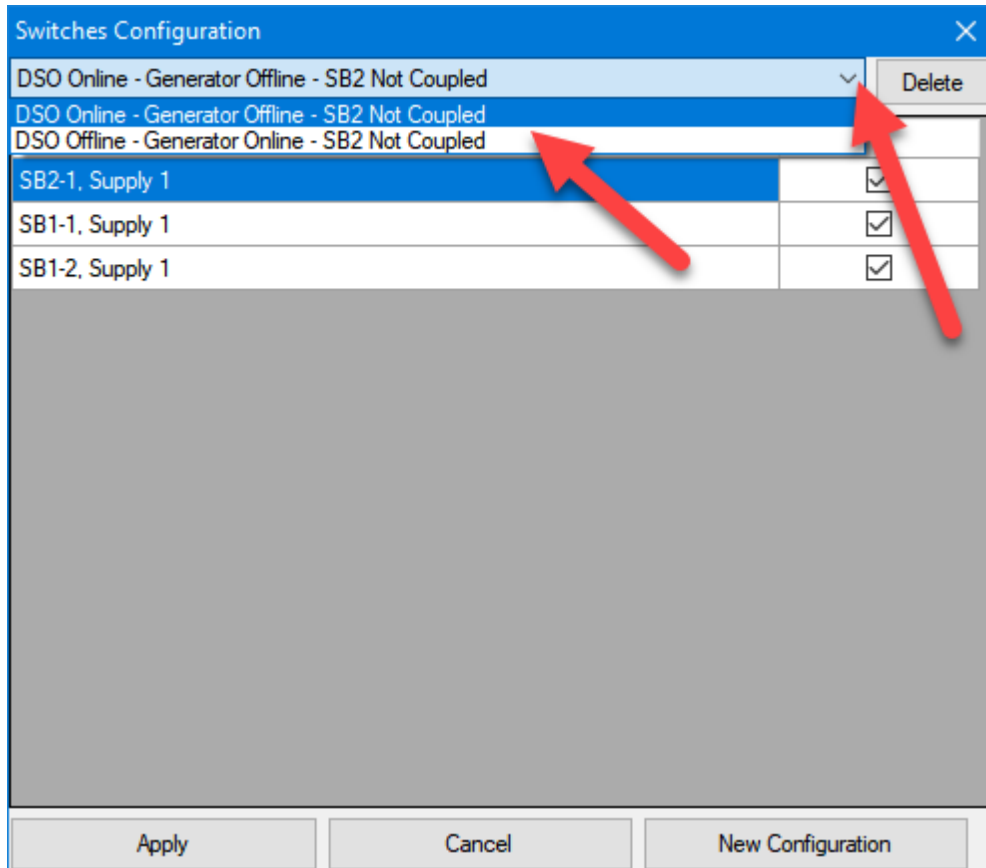 Switches Configuration
DSO Online - Generator Offline - SB2 Not Coupled
Delete
DSO Online - Generator Offline - SB2 Not Coupled
DSO Offline - Generator Online - SB2 Not Coupled
SB2-1, Supply 1
SB1-1, Supply 1
SB1-2, Supply 1
Apply
Cancel
New Configuration